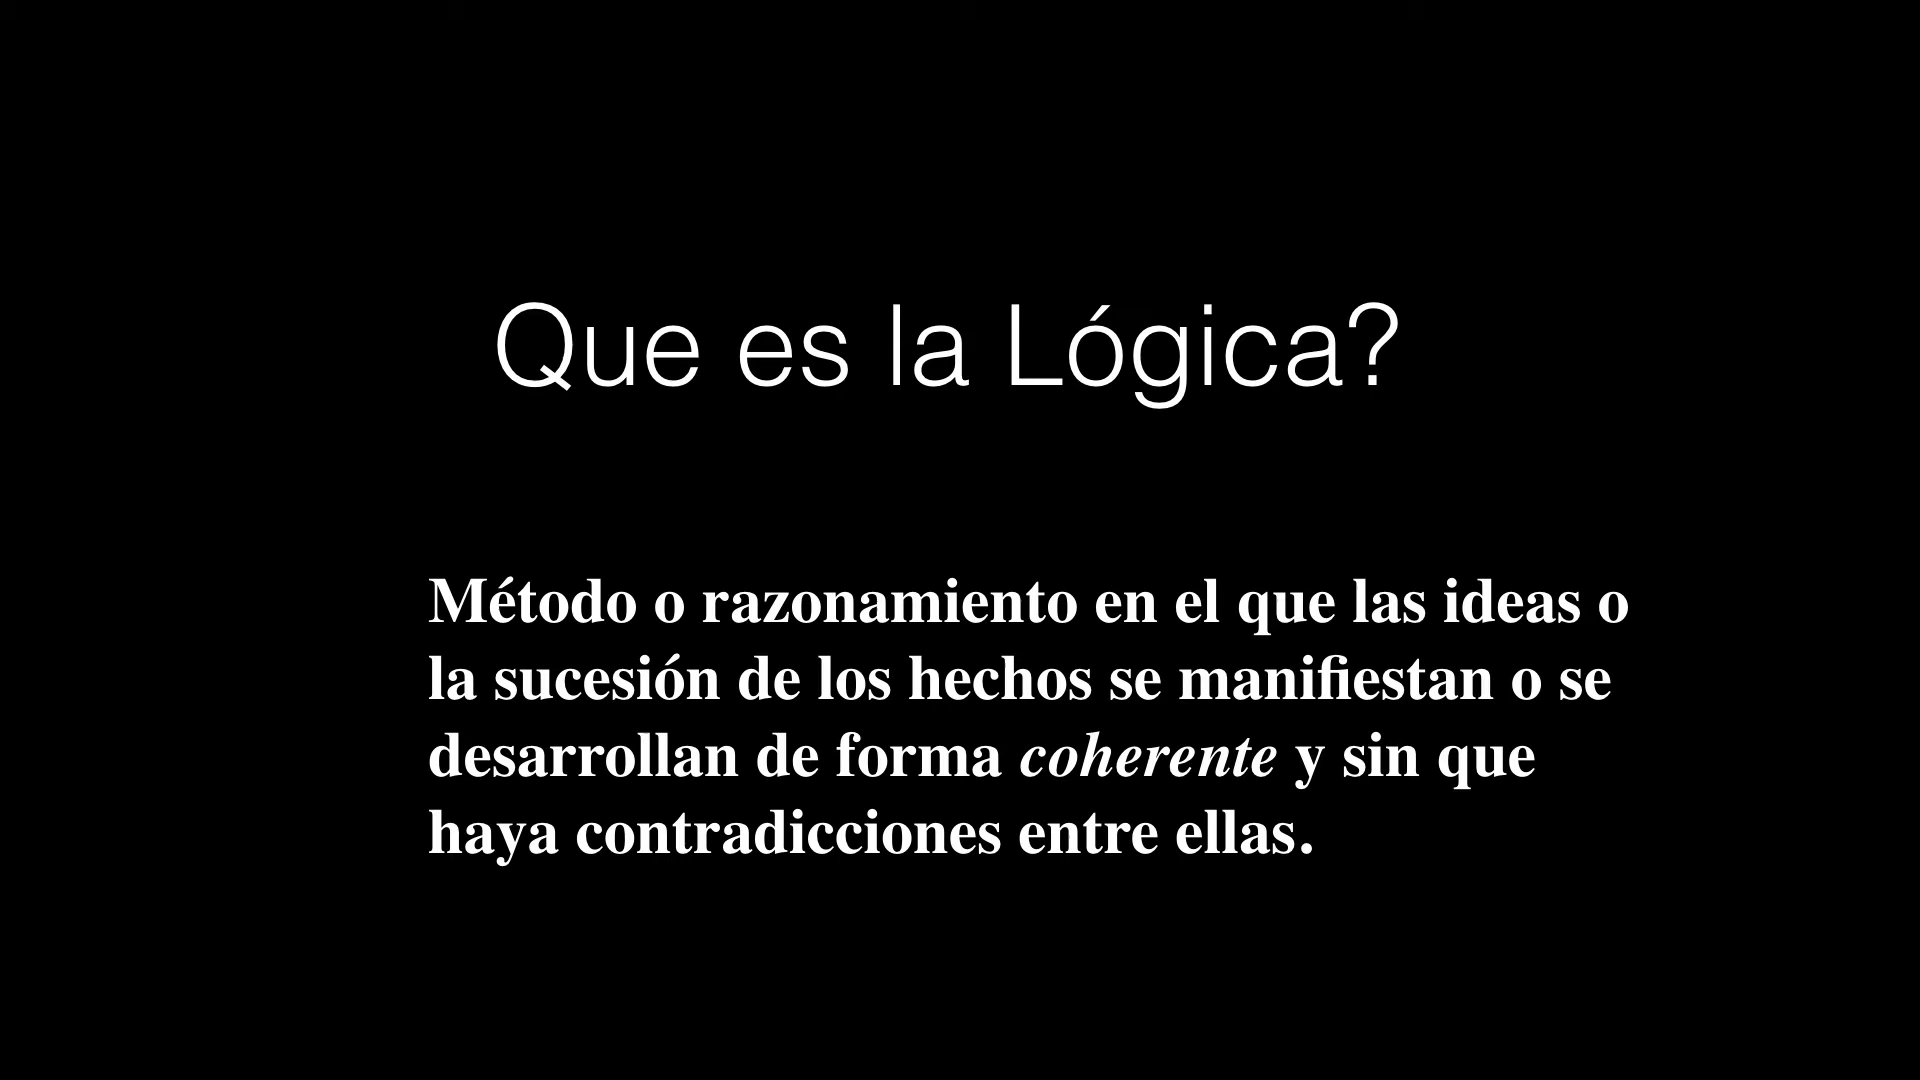 Que es la Lógica?
Método o razonamiento en el que las ideas o
la sucesión de los hechos se manifiestan o se
desarrollan de forma coherente y sin que
haya contradicciones entre ellas.